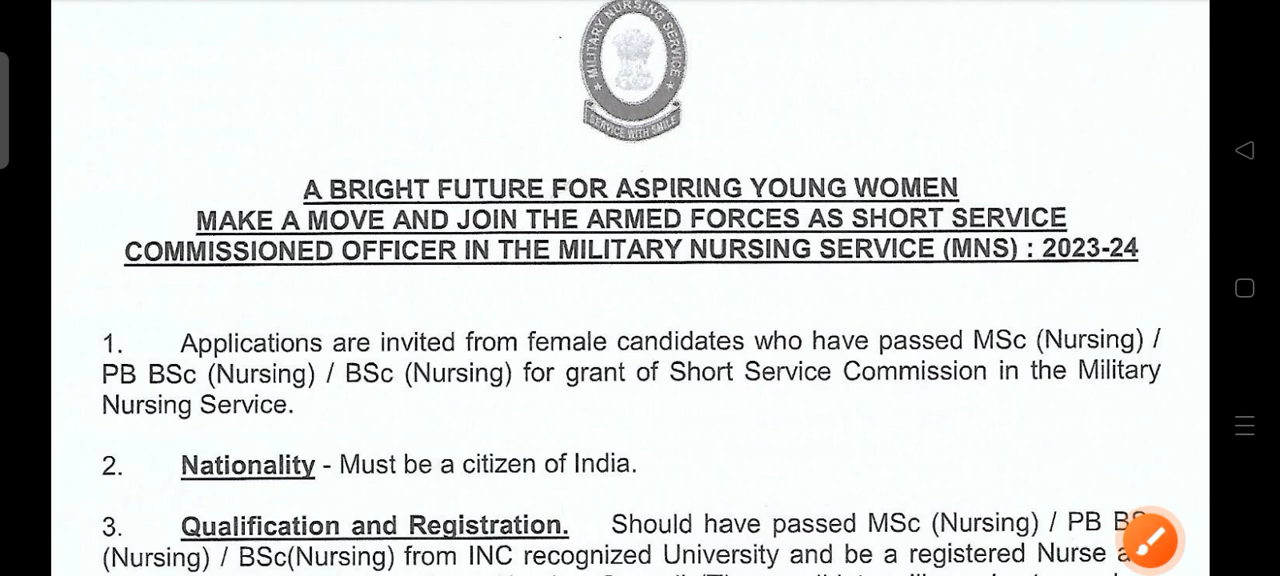 MILITARY NURSING SERVICE
SERVICE WITH SMILE
A BRIGHT FUTURE FOR ASPIRING YOUNG WOMEN
MAKE A MOVE AND JOIN THE ARMED FORCES AS SHORT SERVICE
COMMISSIONED OFFICER IN THE MILITARY NURSING SERVICE (MNS) : 2023-24
1. Applications are invited from female candidates who have passed MSc (Nursing) /
PB BSc (Nursing) / BSc (Nursing) for grant of Short Service Commission in the Military
Nursing Service.
2. Nationality - Must be a citizen of India.
3. Qualification and Registration. Should have passed MSc (Nursing) / PB
(Nursing) / BSc(Nursing) from INC recognized University and be a registered Nurse